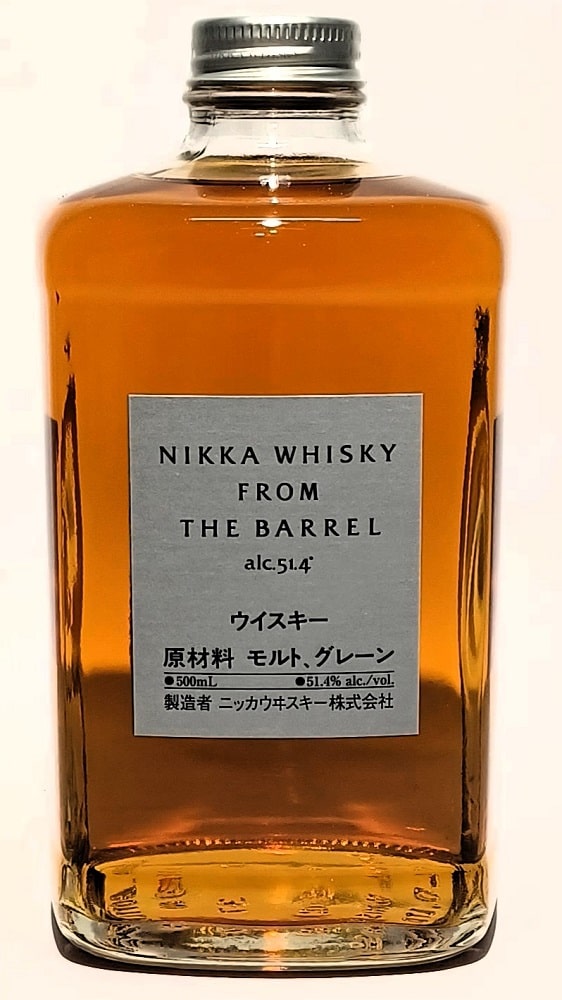 NIKKA WHISKY
FROM
THE BARREL
alc.51.4°
ウイスキー
原材料 モルト、グレーン
●500mL ●51.4% alc./vol.
製造者 ニッカウヰスキー株式会社